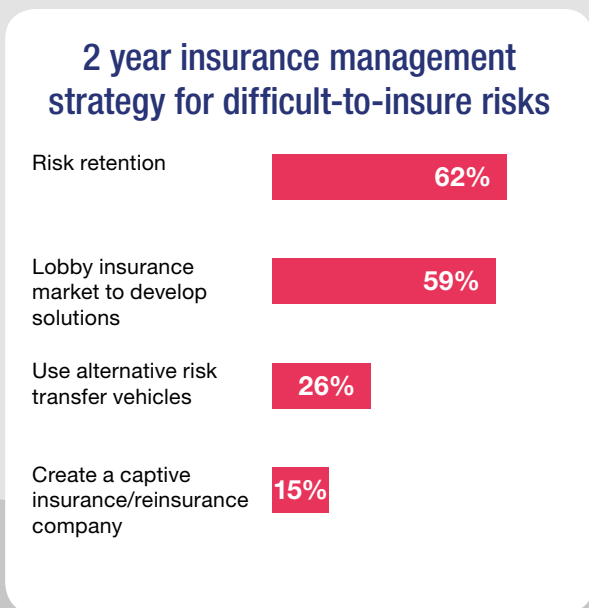 2 year insurance management
strategy for difficult-to-insure risks
Risk retention
62%
Lobby insurance
market to develop
solutions
59%
Use alternative risk
transfer vehicles
26%
Create a captive
insurance/reinsurance
company
15%